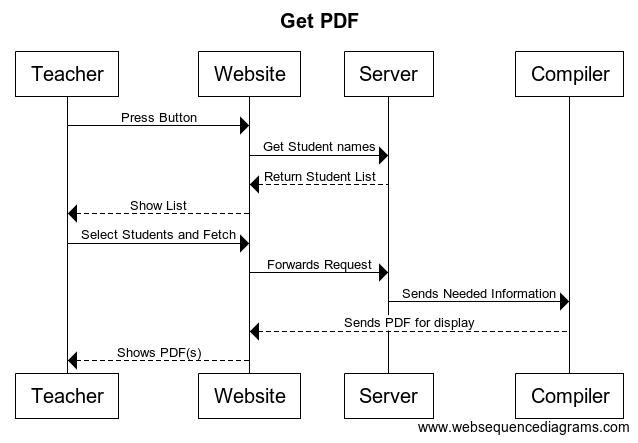 Get PDF
Teacher Website Server Compiler
Press Button
Get Student names
Return Student List
Show List
Select Students and Fetch
Forwards Request
Sends Needed Information
Sends PDF for display
Shows PDF(s)
Teacher Website Server Compiler
www.websequencediagrams.com